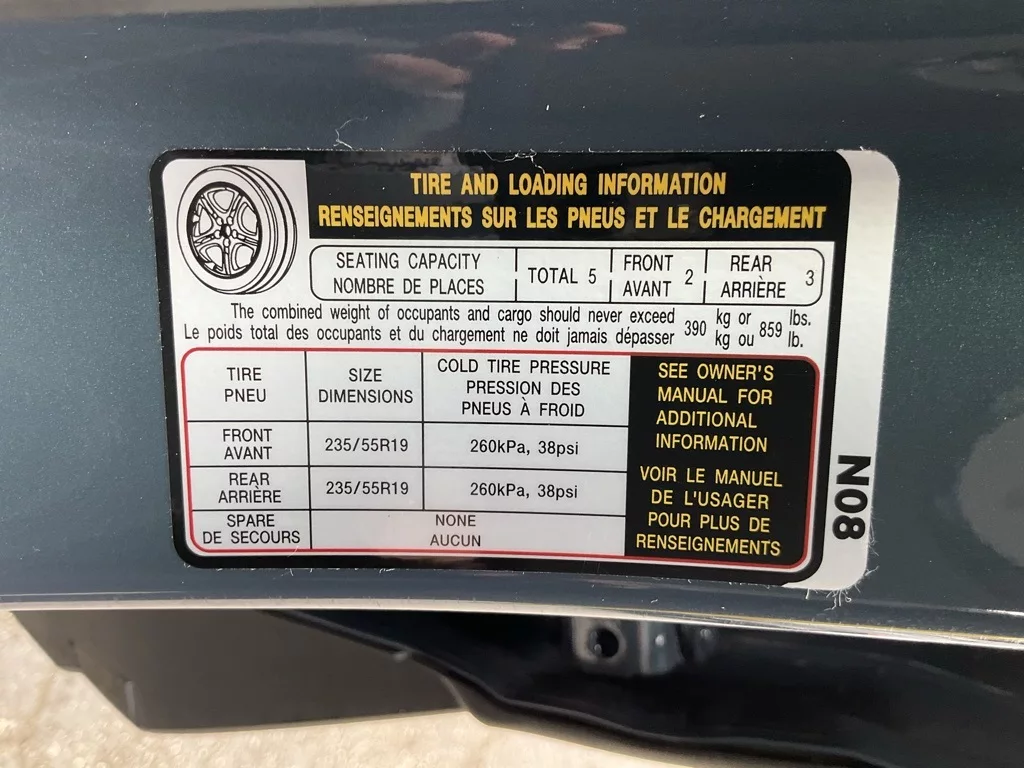 TIRE AND LOADING INFORMATION
RENSEIGNEMENTS SUR LES PNEUS ET LE CHARGEMENT
SEATING CAPACITY
NOMBRE DE PLACES
TOTAL 5
FRONT
AVANT
2
REAR
ARRIÈRE
3
The combined weight of occupants and cargo should never exceed
Le poids total des occupants et du chargement ne doit jamais dépasser
390
kg or
kg ou
859
lbs.
lb.
TIRE
PNEU
SIZE
DIMENSIONS
COLD TIRE PRESSURE
PRESSION DES
PNEUS À FROID
FRONT
AVANT
235/55R19
260kPa, 38psi
REAR
ARRIÈRE
235/55R19
260kPa, 38psi
SPARE
DE SECOURS
NONE
AUCUN
SEE OWNER'S
MANUAL FOR
ADDITIONAL
INFORMATION
VOIR LE MANUEL
DE L'USAGER
POUR PLUS DE
RENSEIGNEMENTS
N08